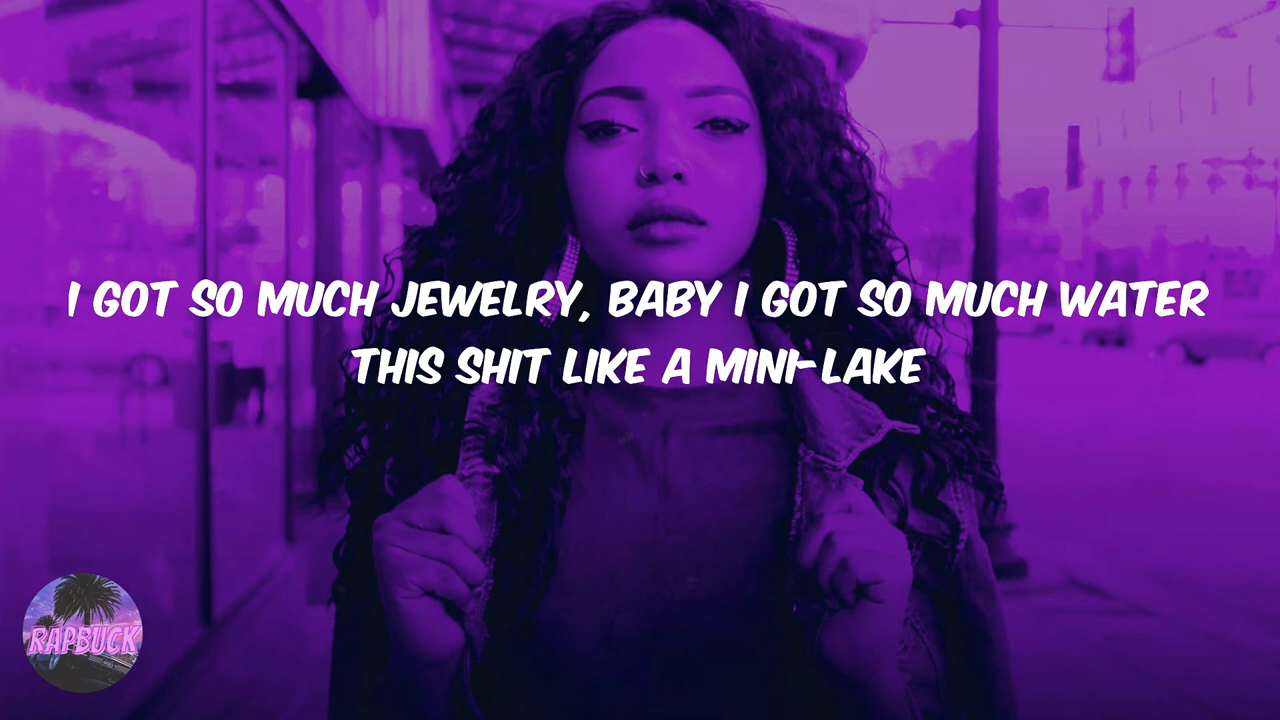 I GOT SO MUCH JEWELRY, BABY I GOT SO MUCH WATER
THIS SHIT LIKE A MINI-LAKE
RAPBUCK